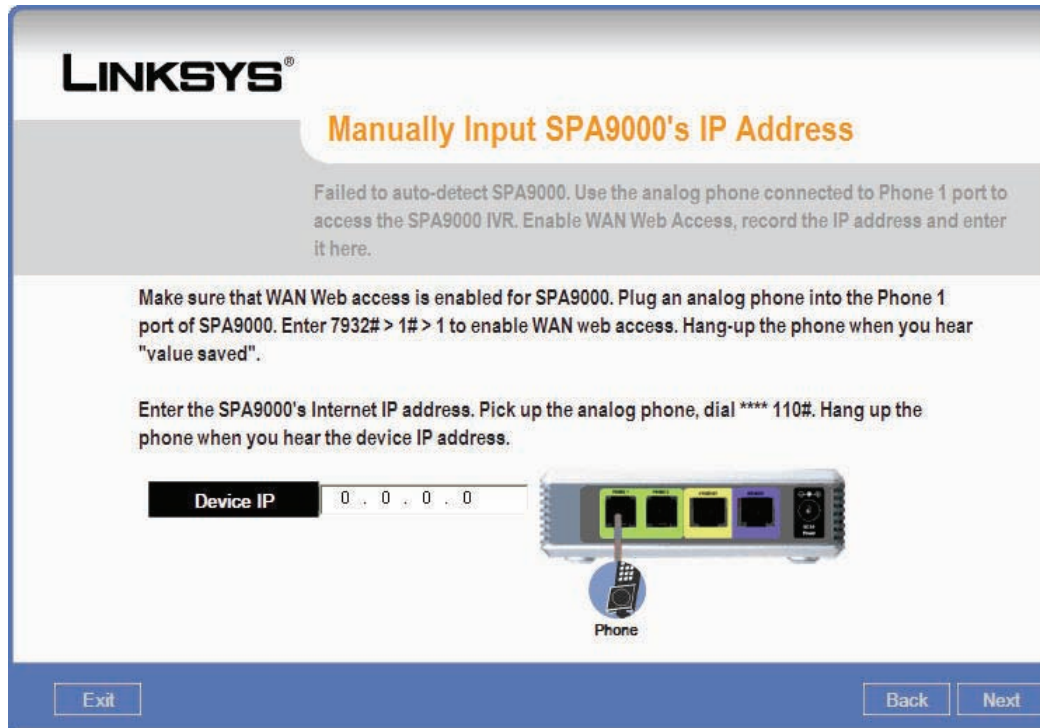 LINKSYS®
Manually Input SPA9000's IP Address
Failed to auto-detect SPA9000. Use the analog phone connected to Phone 1 port to
access the SPA9000 IVR. Enable WAN Web Access, record the IP address and enter
it here.
Make sure that WAN Web access is enabled for SPA9000. Plug an analog phone into the Phone 1
port of SPA9000. Enter 7932# > 1# > 1 to enable WAN web access. Hang-up the phone when you hear
"value saved".
Enter the SPA9000's Internet IP address. Pick up the analog phone, dial **** 110#. Hang up the
phone when you hear the device IP address.
Device IP
0 . 0 . 0 . 0
PHONE 1
PHONE 2
Power
Phone
Exit
Back
Next